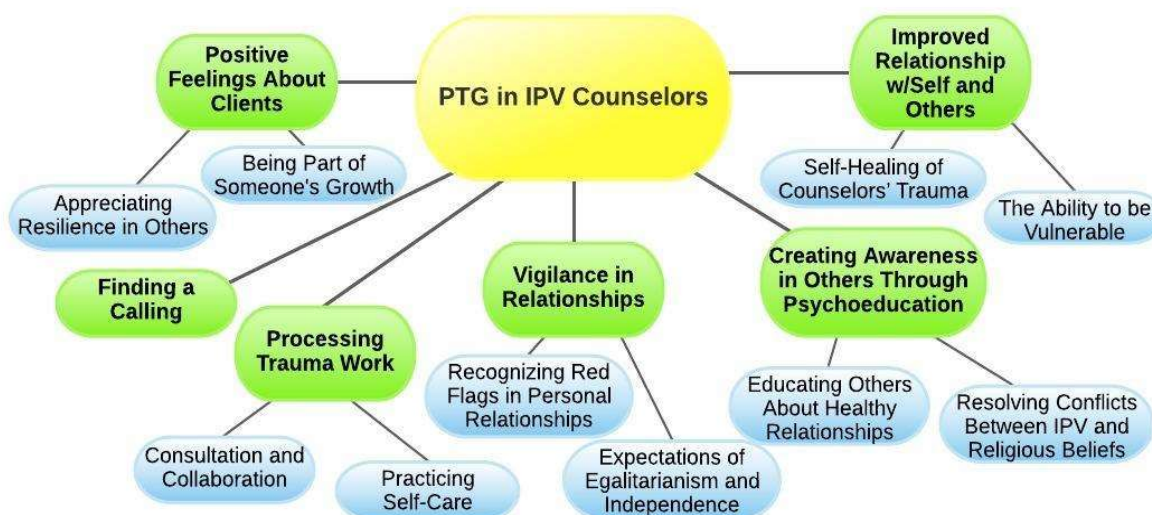 Positive
Feelings About
Clients
PTG in IPV Counselors
Improved
Relationship
w/Self and
Others
Being Part of
Someone's Growth
Appreciating
Resilience in Others
Self-Healing of
Counselors' Trauma
The Ability to be
Vulnerable
Finding a
Calling
Processing
Trauma Work
Vigilance in
Relationships
Creating Awareness
in Others Through
Psychoeducation
Consultation and
Collaboration
Practicing
Self-Care
Recognizing Red
Flags in Personal
Relationships
Expectations of
Egalitarianism and
Independence
Educating Others
About Healthy
Relationships
Resolving Conflicts
Between IPV and
Religious Beliefs